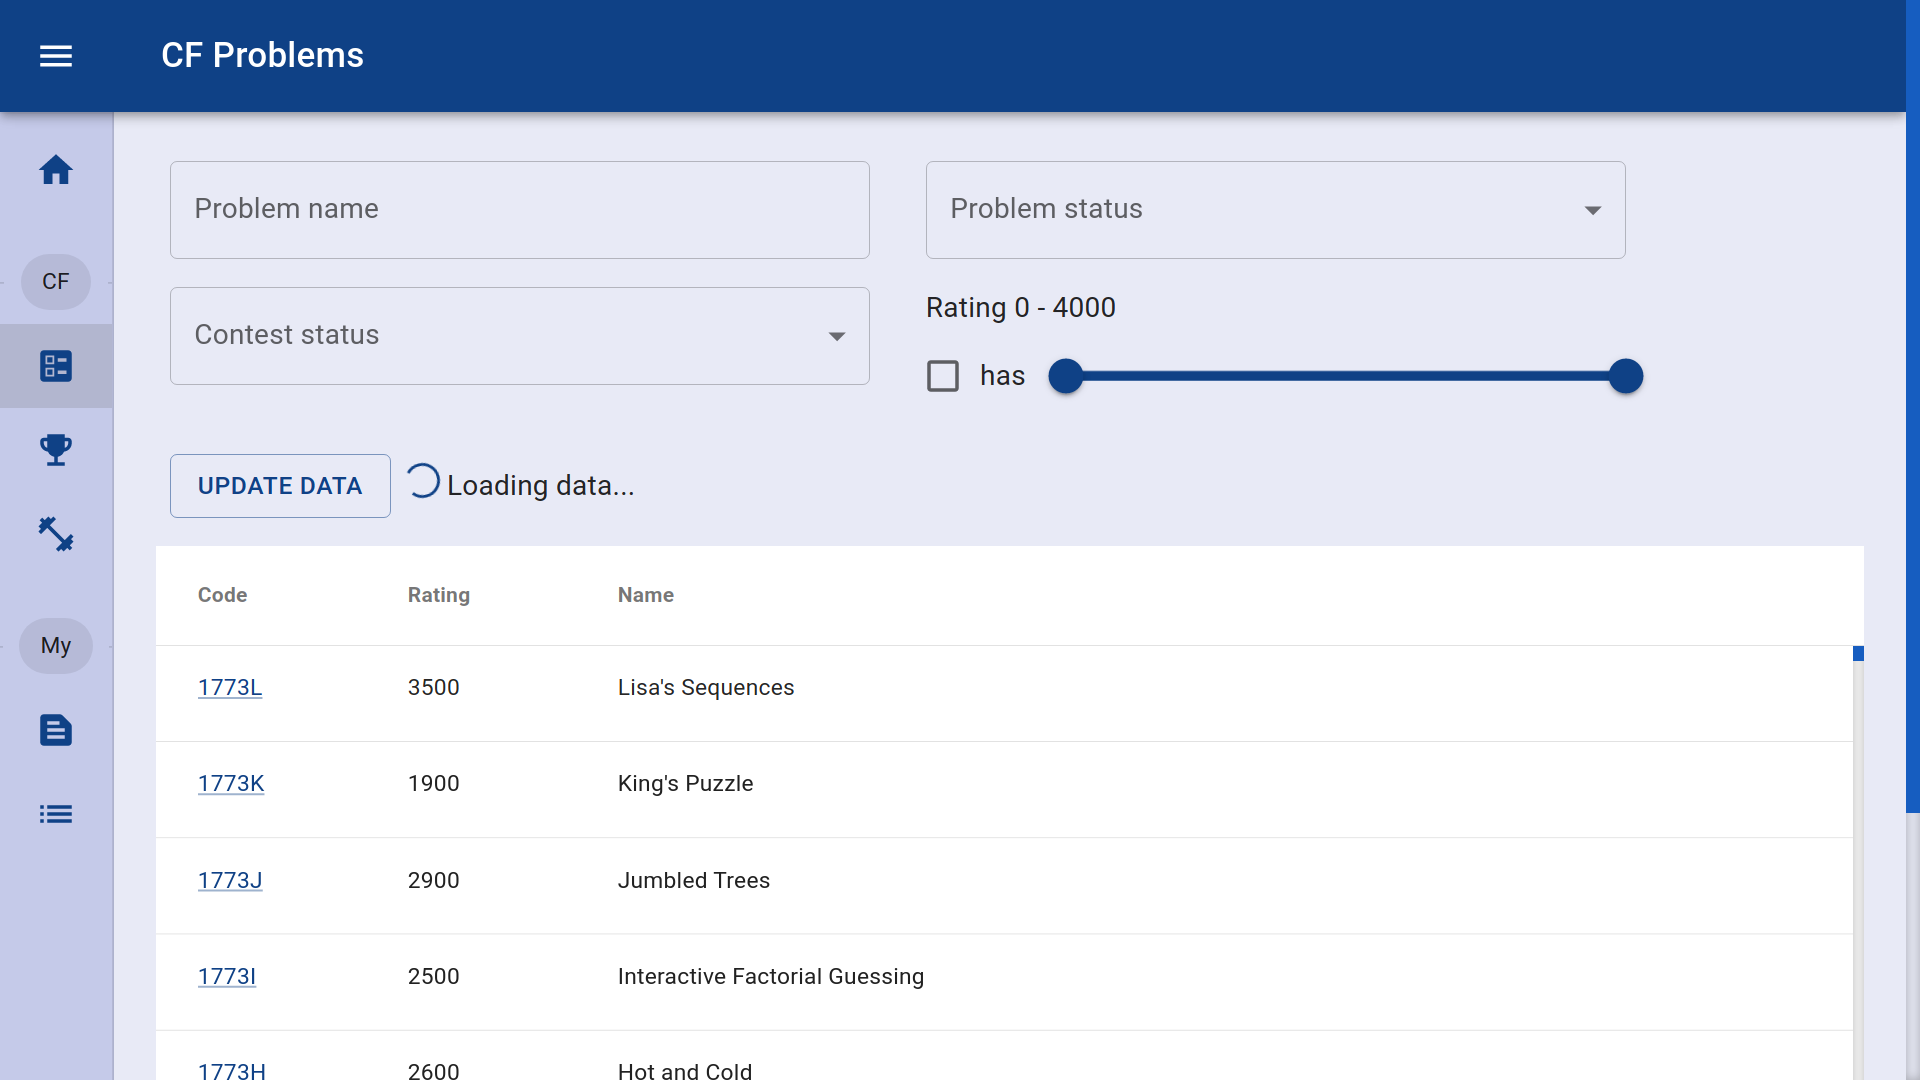 CF Problems
Problem name
Problem status
CF
Contest status
Rating 0 - 4000
has
UPDATE DATA
Loading data...
Code Rating Name
My
1773L 3500 Lisa's Sequences
1773K 1900 King's Puzzle
1773J 2900 Jumbled Trees
1773I 2500 Interactive Factorial Guessing
1773H 2600 Hot and Cold